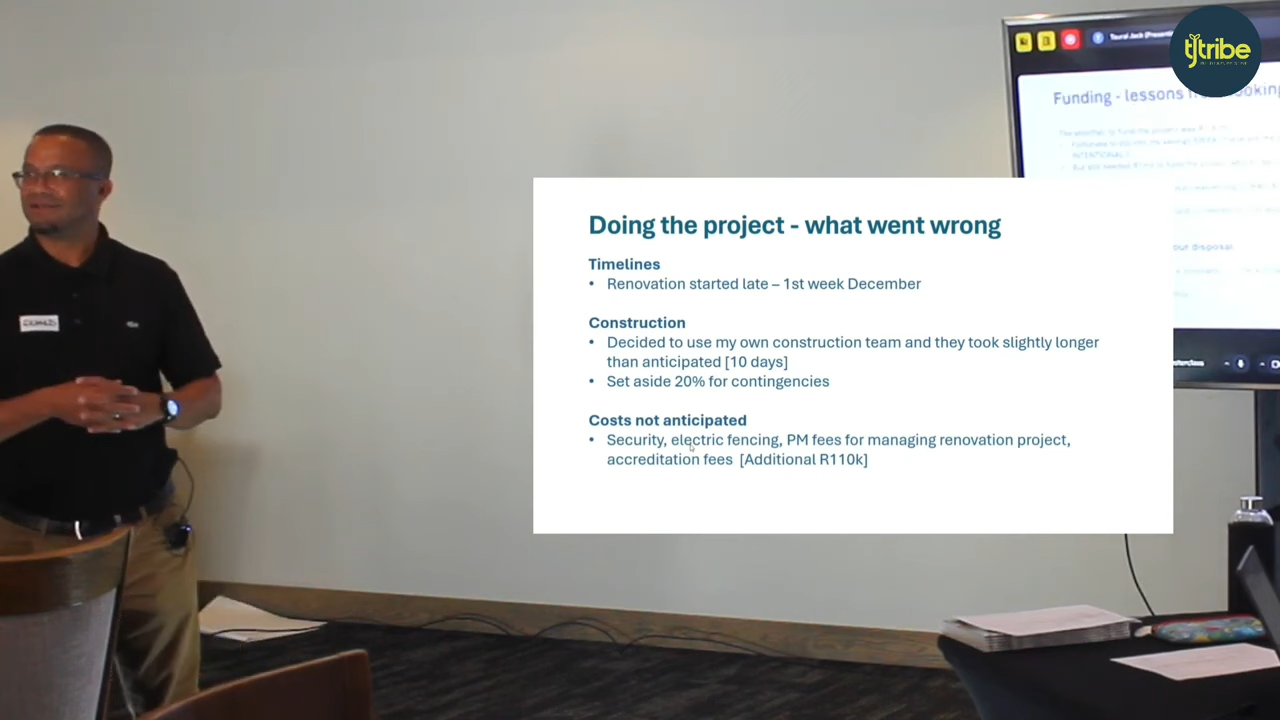 tjtribe
Funding - lessons
Doing the project - what went wrong
Timelines
• Renovation started late – 1st week December
Construction
• Decided to use my own construction team and they took slightly longer
than anticipated [10 days]
• Set aside 20% for contingencies
Costs not anticipated
• Security, electric fencing, PM fees for managing renovation project,
accreditation fees [Additional R110k]